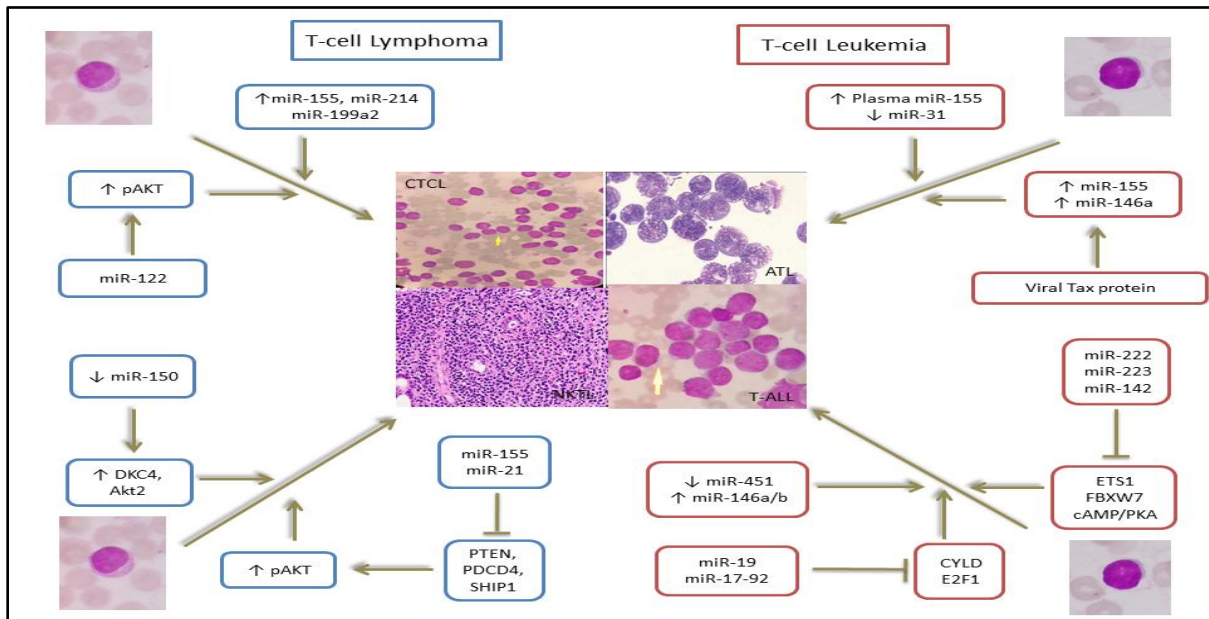 T-cell Lymphoma
T-cell Leukemia
↑miR-155, miR-214
miR-199a2
↑ Plasma miR-155
↓ miR-31
↑ pAKT
miR-122
CTCL
ATL
NKTL
T-ALL
↑ miR-155
↑ miR-146a
Viral Tax protein
↓ miR-150
↑ DKC4,
Akt2
miR-155
miR-21
↑ pAKT
PTEN,
PDCD4,
SHIP1
miR-222
miR-223
miR-142
↓ miR-451
↑ miR-146a/b
ETS1
FBXW7
cAMP/PKA
miR-19
miR-17-92
CYLD
E2F1